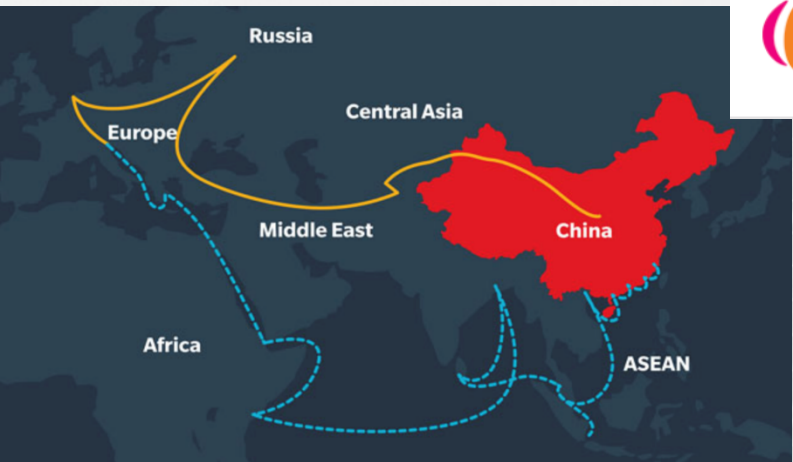 Russia
Central Asia
Europe
Middle East
China
Africa
ASEAN